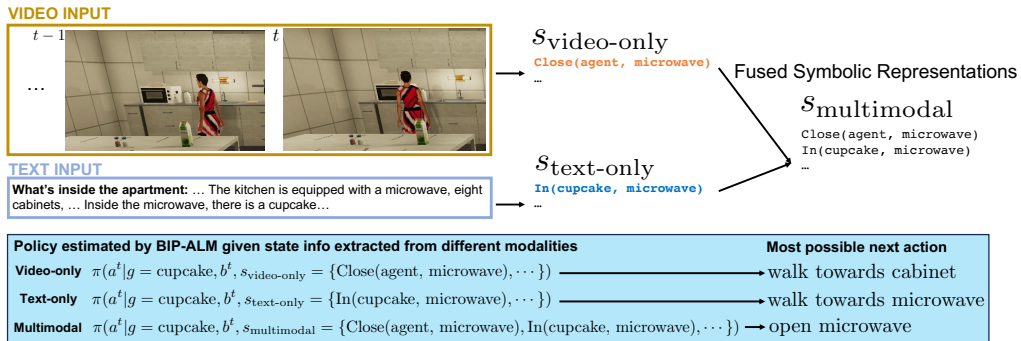 VIDEO INPUT
t − 1
t
...
s_video-only
Close(agent, microwave)
...
Fused Symbolic Representations
s_multimodal
Close(agent, microwave)
In(cupcake, microwave)
...
TEXT INPUT
What's inside the apartment: ... The kitchen is equipped with a microwave, eight
cabinets, ... Inside the microwave, there is a cupcake...
s_text-only
In(cupcake, microwave)
...
Policy estimated by BIP-ALM given state info extracted from different modalities Most possible next action
Video-only π(a^t|g = cupcake, b^t, s_video-only = {Close(agent, microwave), ⋯}) walk towards cabinet
Text-only π(a^t|g = cupcake, b^t, s_text-only = {In(cupcake, microwave), ⋯}) walk towards microwave
Multimodal π(a^t|g = cupcake, b^t, s_multimodal = {Close(agent, microwave), In(cupcake, microwave), ⋯}) open microwave